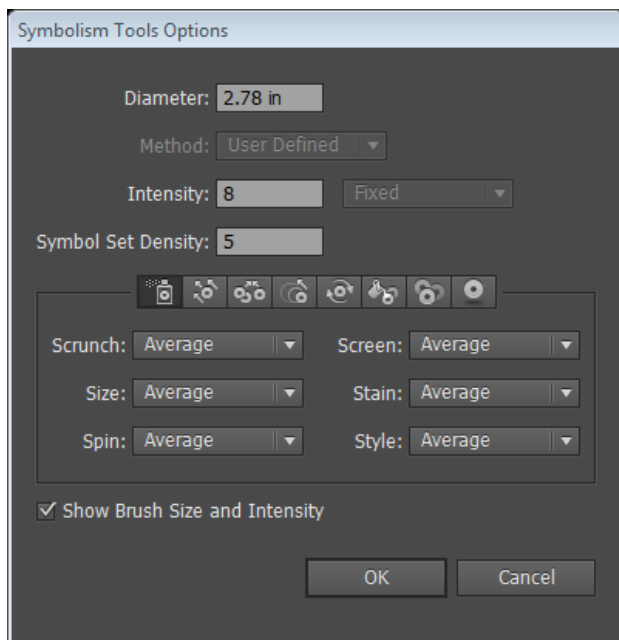 Symbolism Tools Options
Diameter: 2.78 in
Method: User Defined
Intensity: 8 Fixed
Symbol Set Density: 5
Scrunch: Average Screen: Average
Size: Average Stain: Average
Spin: Average Style: Average
Show Brush Size and Intensity
OK Cancel